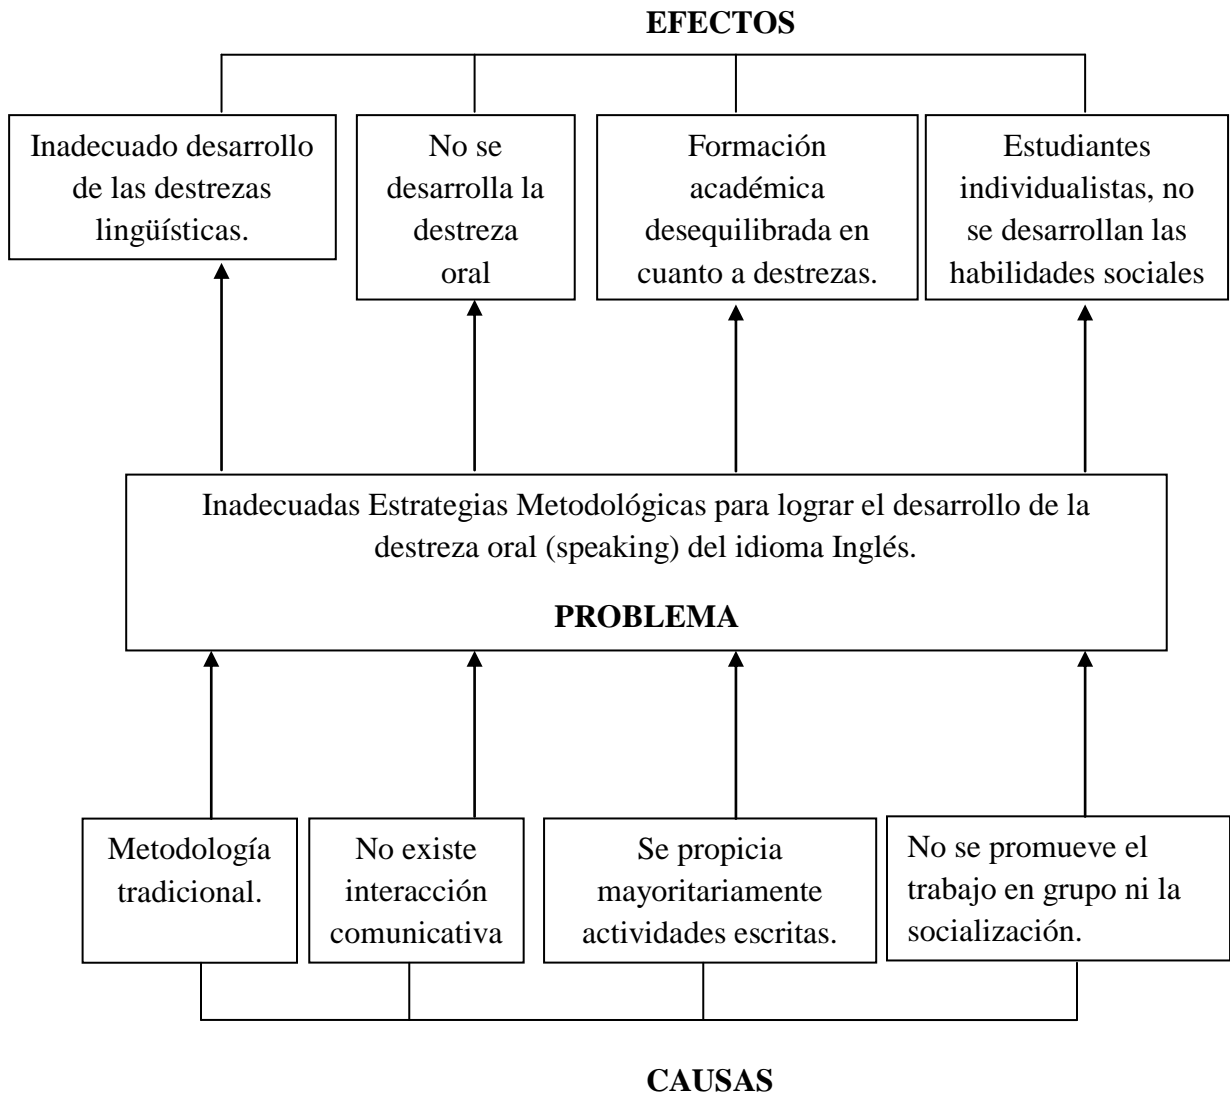 EFECTOS
Inadecuado desarrollo
de las destrezas
lingüísticas.
No se
desarrolla la
destreza
oral
Formación
académica
desequilibrada en
cuanto a destrezas.
Estudiantes
individualistas, no
se desarrollan las
habilidades sociales
Inadecuadas Estrategias Metodológicas para lograr el desarrollo de la
destreza oral (speaking) del idioma Inglés.
PROBLEMA
Metodología
tradicional.
No existe
interacción
comunicativa
Se propicia
mayoritariamente
actividades escritas.
No se promueve el
trabajo en grupo ni la
socialización.
CAUSAS